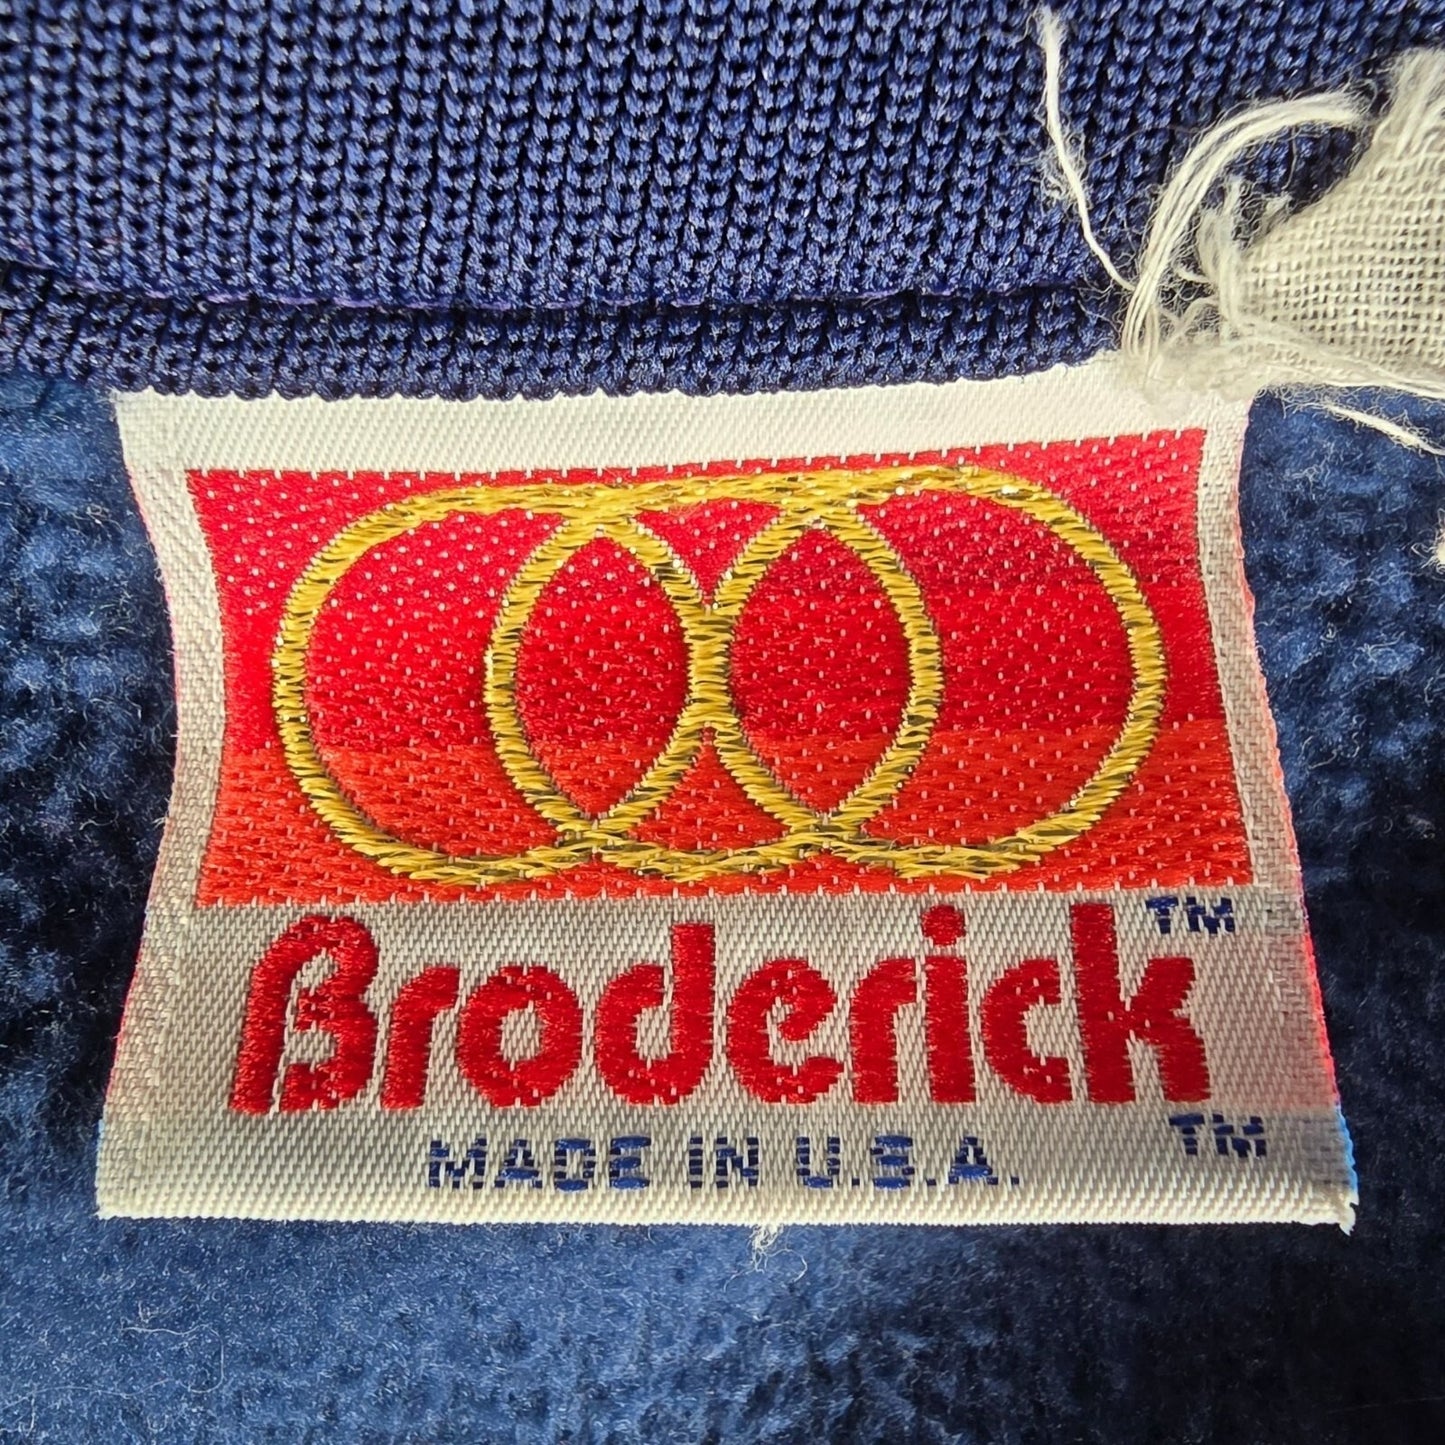 Broderick™
™
MADE IN U.S.A.